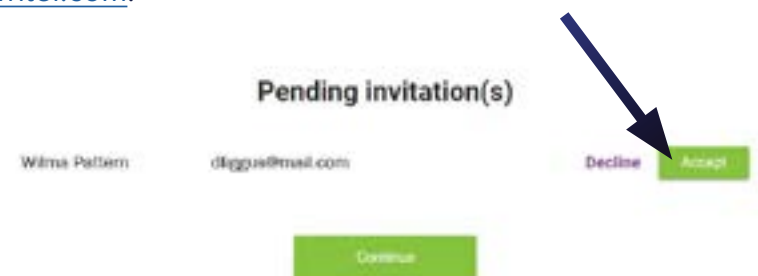 Pending invitation(s)
Wilma Pattern Decline Accept
Continue